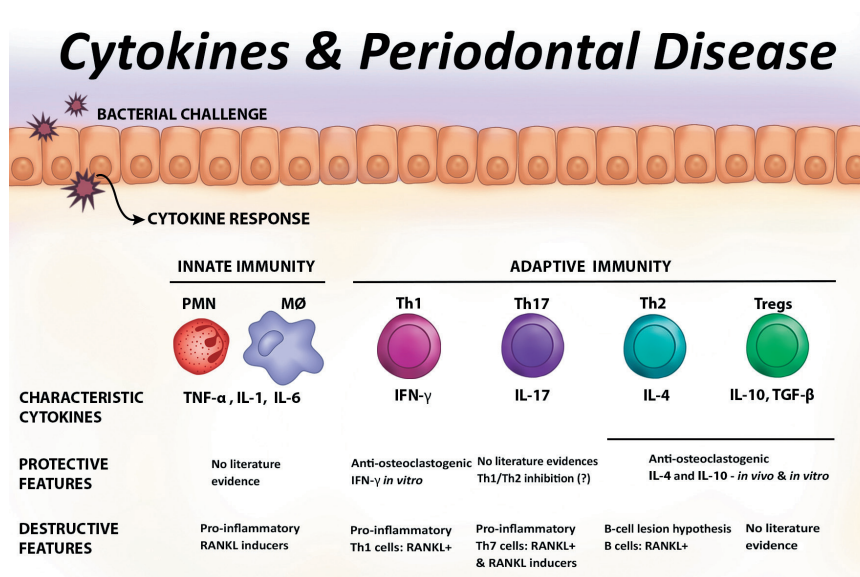 Cytokines & Periodontal Disease
BACTERIAL CHALLENGE
CYTOKINE RESPONSE
INNATE IMMUNITY
ADAPTIVE IMMUNITY
PMN
MØ
Th1
Th17
Th2
Tregs
CHARACTERISTIC
CYTOKINES
TNF-α , IL-1, IL-6
IFN-γ
IL-17
IL-4
IL-10, TGF-β
PROTECTIVE
FEATURES
No literature
evidence
Anti-osteoclastogenic
IFN-γ in vitro
No literature evidences
Th1/Th2 inhibition (?)
Anti-osteoclastogenic
IL-4 and IL-10 - in vivo & in vitro
DESTRUCTIVE
FEATURES
Pro-inflammatory
RANKL inducers
Pro-inflammatory
Th1 cells: RANKL+
Pro-inflammatory
Th7 cells: RANKL+
& RANKL inducers
B-cell lesion hypothesis
B cells: RANKL+
No literature
evidence